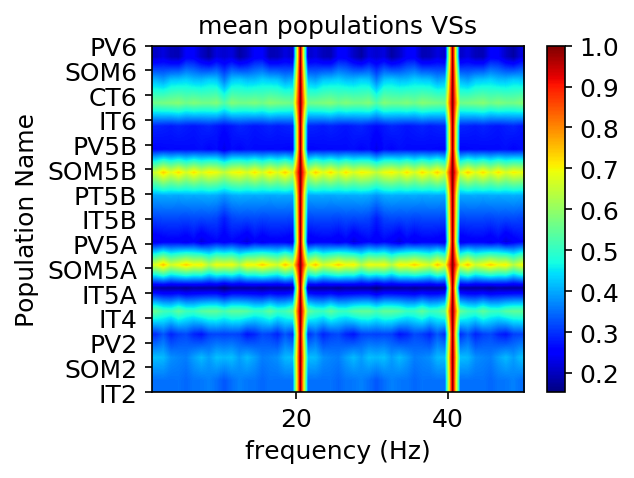 mean populations VSs
Population Name
PV6
SOM6
CT6
IT6
PV5B
SOM5B
PT5B
IT5B
PV5A
SOM5A
IT5A
IT4
PV2
SOM2
IT2
20
40
frequency (Hz)
1.0
0.9
0.8
0.7
0.6
0.5
0.4
0.3
0.2